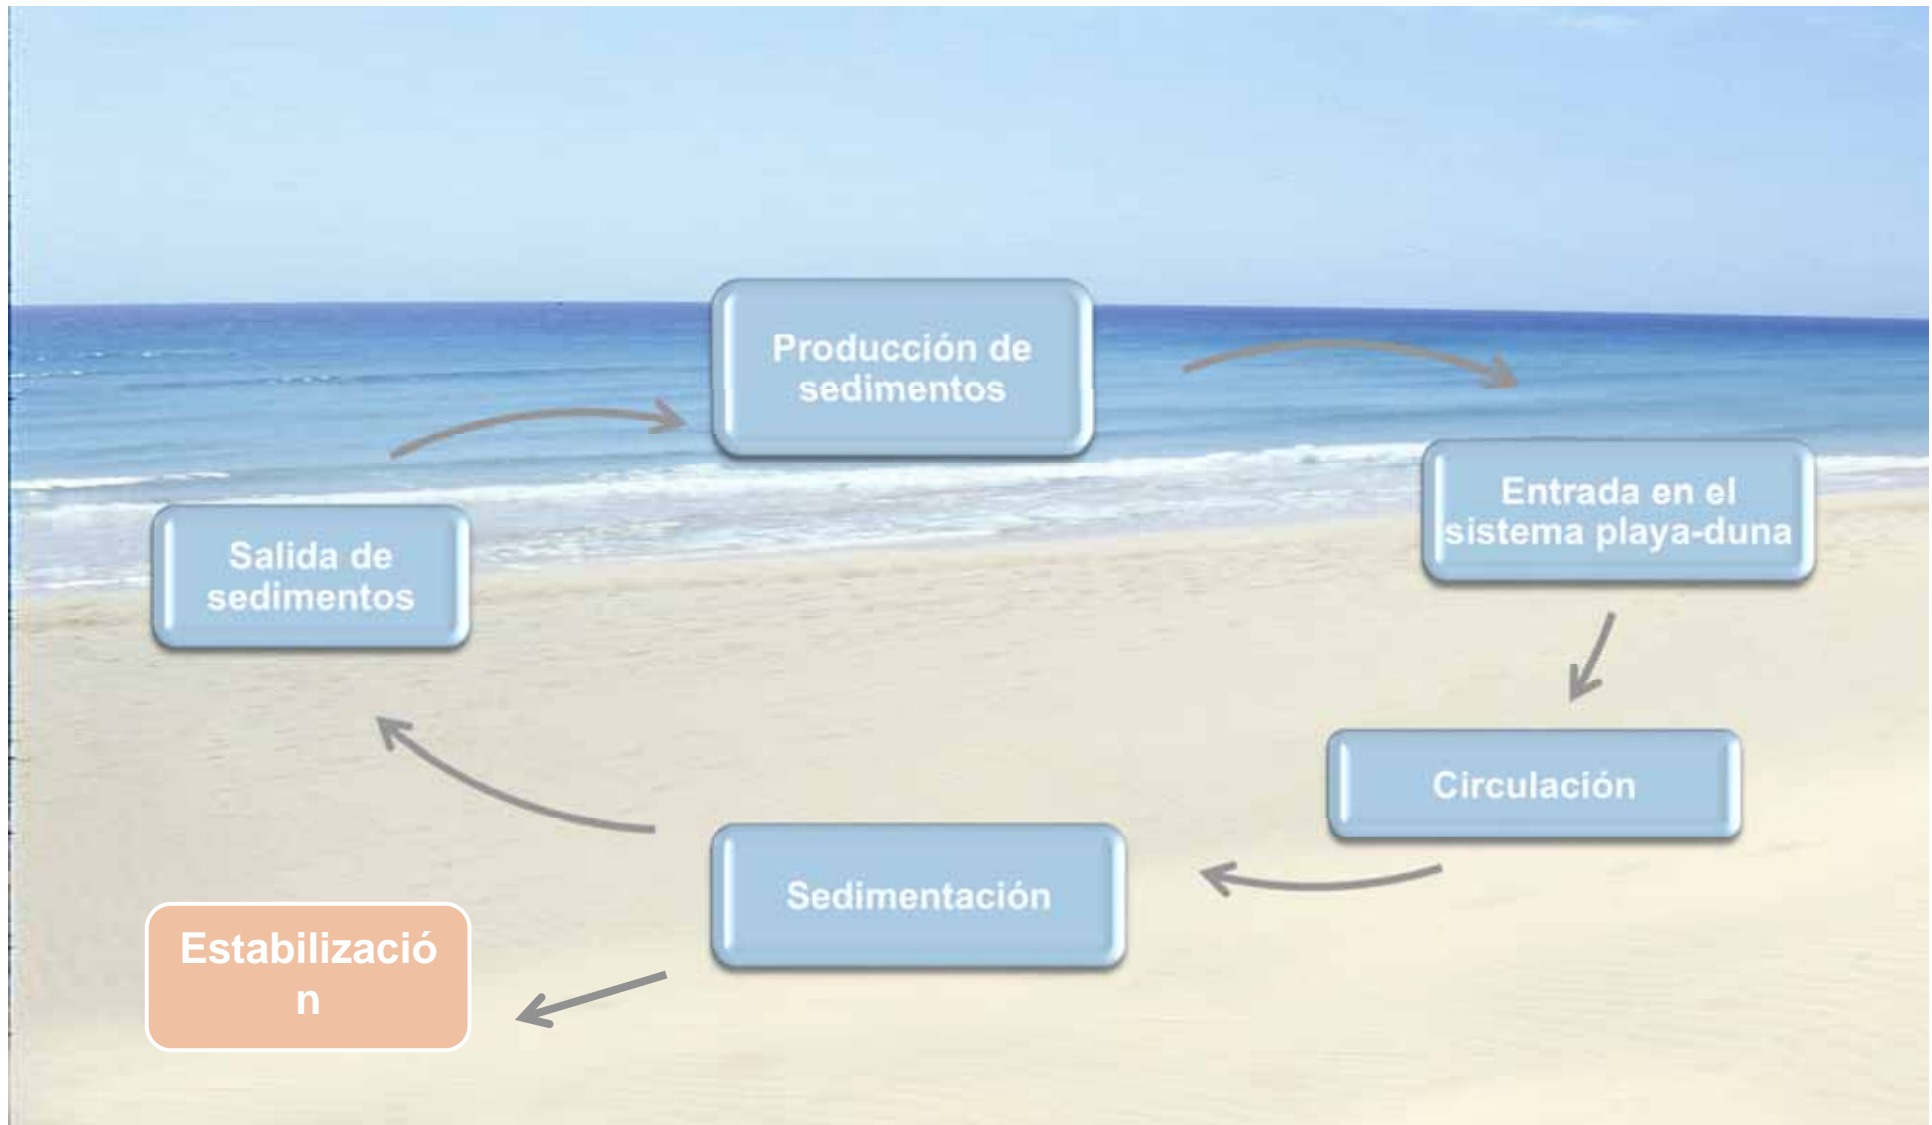 Producción de
sedimentos
Entrada en el
sistema playa-duna
Salida de
sedimentos
Circulación
Sedimentación
Estabilizació
n